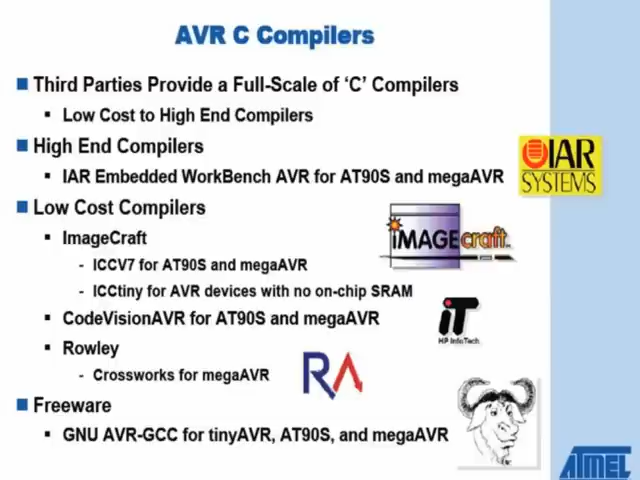 AVR C Compilers
Third Parties Provide a Full-Scale of ‘C’ Compilers
Low Cost to High End Compilers
High End Compilers
IAR Embedded WorkBench AVR for AT90S and megaAVR
IAR
SYSTEMS
Low Cost Compilers
ImageCraft
iMAGEcraft
- ICCV7 for AT90S and megaAVR
- ICCtiny for AVR devices with no on-chip SRAM
CodeVisionAVR for AT90S and megaAVR
iT
HP InfoTech
Rowley
- Crossworks for megaAVR
RA
Freeware
GNU AVR-GCC for tinyAVR, AT90S, and megaAVR
ATMEL